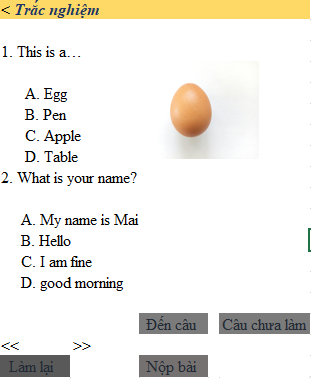 < Trắc nghiệm
1. This is a…
A. Egg
B. Pen
C. Apple
D. Table
2. What is your name?
A. My name is Mai
B. Hello
C. I am fine
D. good morning
Đến câu Câu chưa làm
<< >>
Làm lại Nộp bài